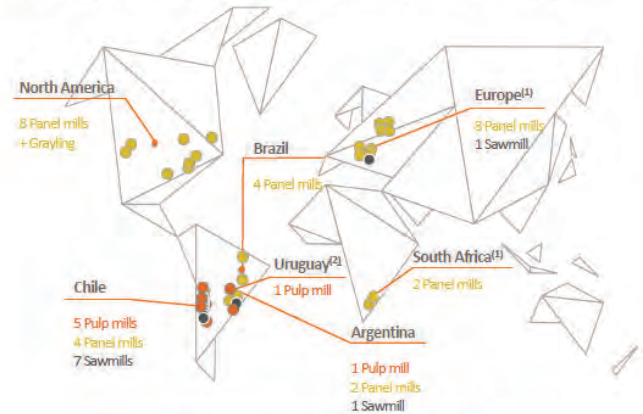 North America
8 Panel mills
+ Grayling
Brazil
4 Panel mills
Europe(1)
8 Panel mills
1 Sawmill
Uruguay(2)
1 Pulp mill
South Africa(1)
2 Panel mills
Chile
5 Pulp mills
4 Panel mills
7 Sawmills
Argentina
1 Pulp mill
2 Panel mills
1 Sawmill